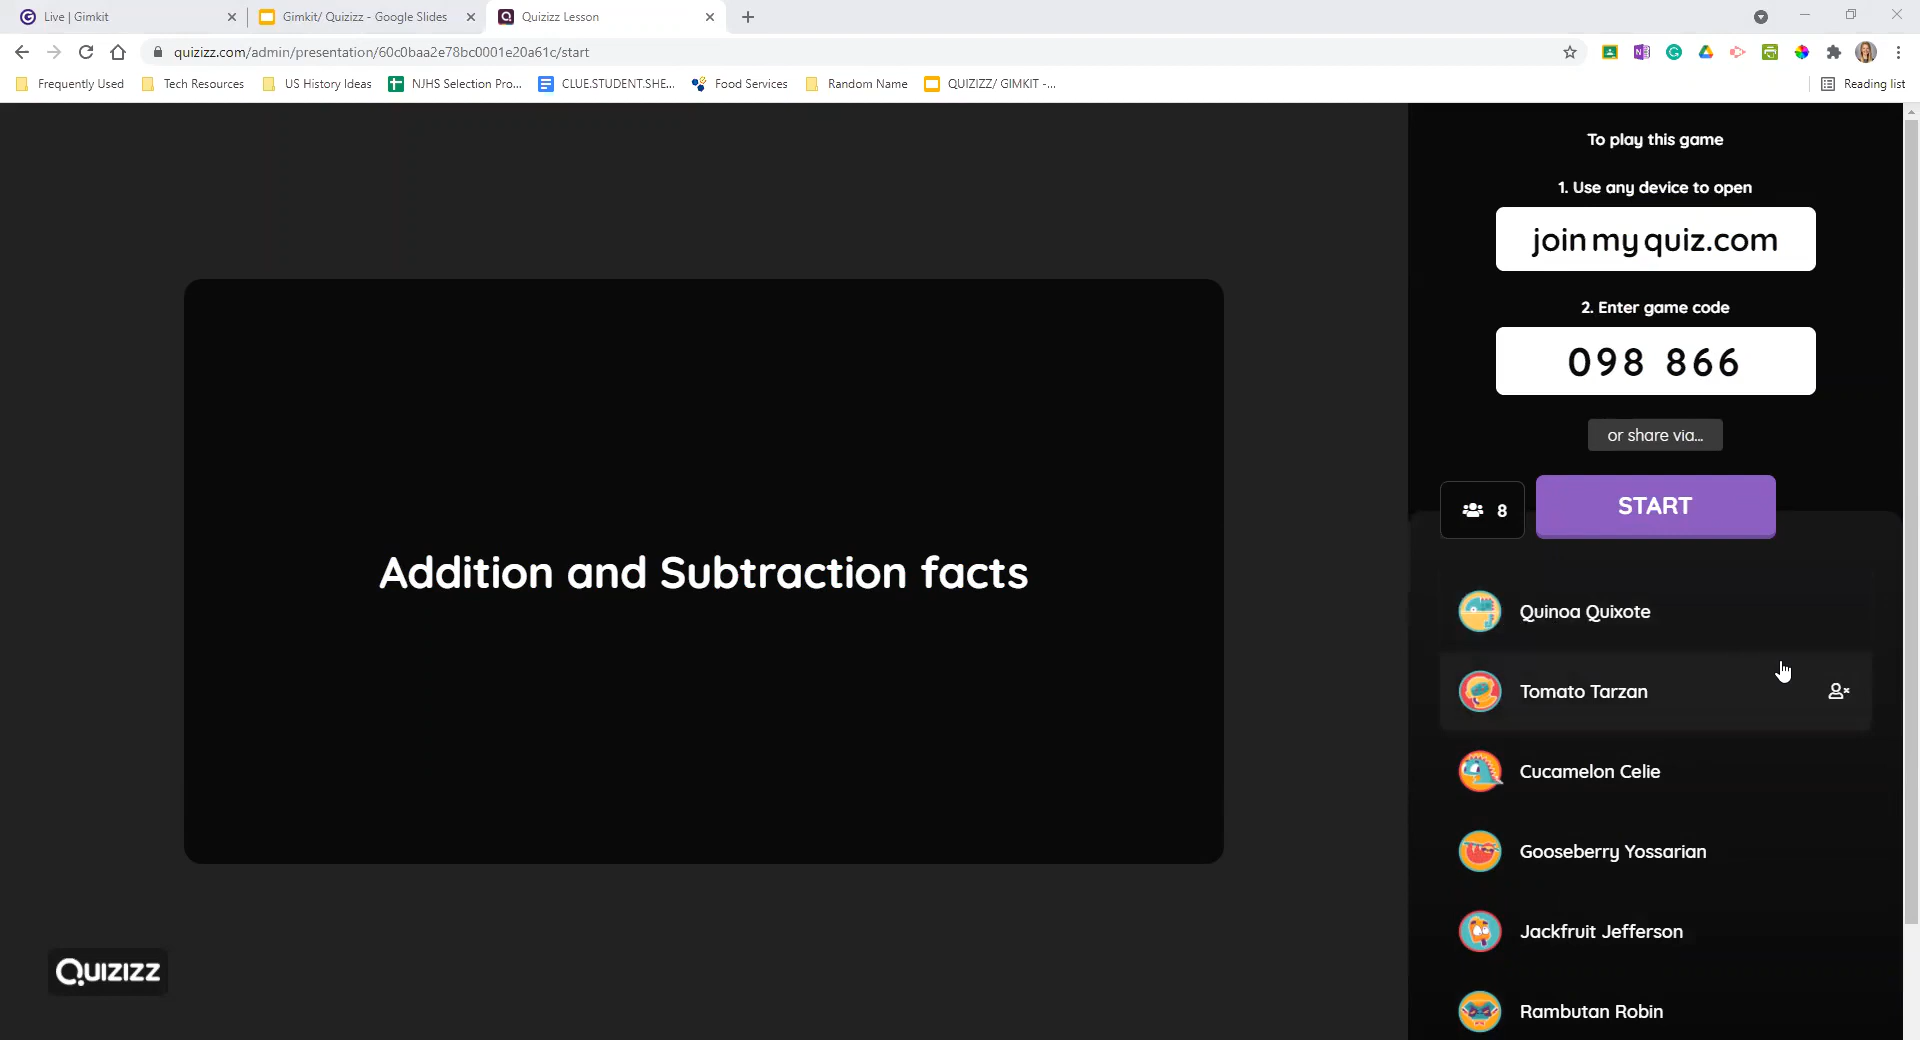 Live | Gimkit
Gimkit/ Quizizz - Google Slides
Quizizz Lesson
quizizz.com/admin/presentation/60c0baa2e78bc0001e20a61c/start
Frequently Used
Tech Resources
US History Ideas
NJHS Selection Pro...
CLUE.STUDENT.SHE...
Food Services
Random Name
QUIZIZZ/ GIMKIT -...
Reading list
To play this game
1. Use any device to open
joinmyquiz.com
2. Enter game code
098 866
or share via...
8
START
Addition and Subtraction facts
Quinoa Quixote
Tomato Tarzan
Cucamelon Celie
Gooseberry Yossarian
Jackfruit Jefferson
Rambutan Robin
Quizizz